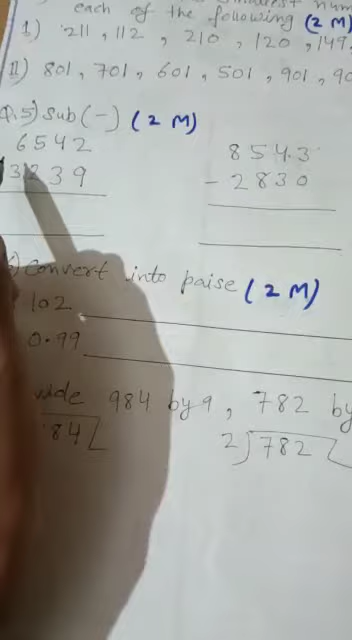 each of the following (2 M)
I) 211, 112, 210, 120, 149
II) 801, 701, 601, 501, 901, 90
Q.5) Sub (-) (2 M)
6542 8543
3239 - 2830
) Convert into paise (2 M)
102
0.99
vide 984 by 9, 782 by
84 2)782